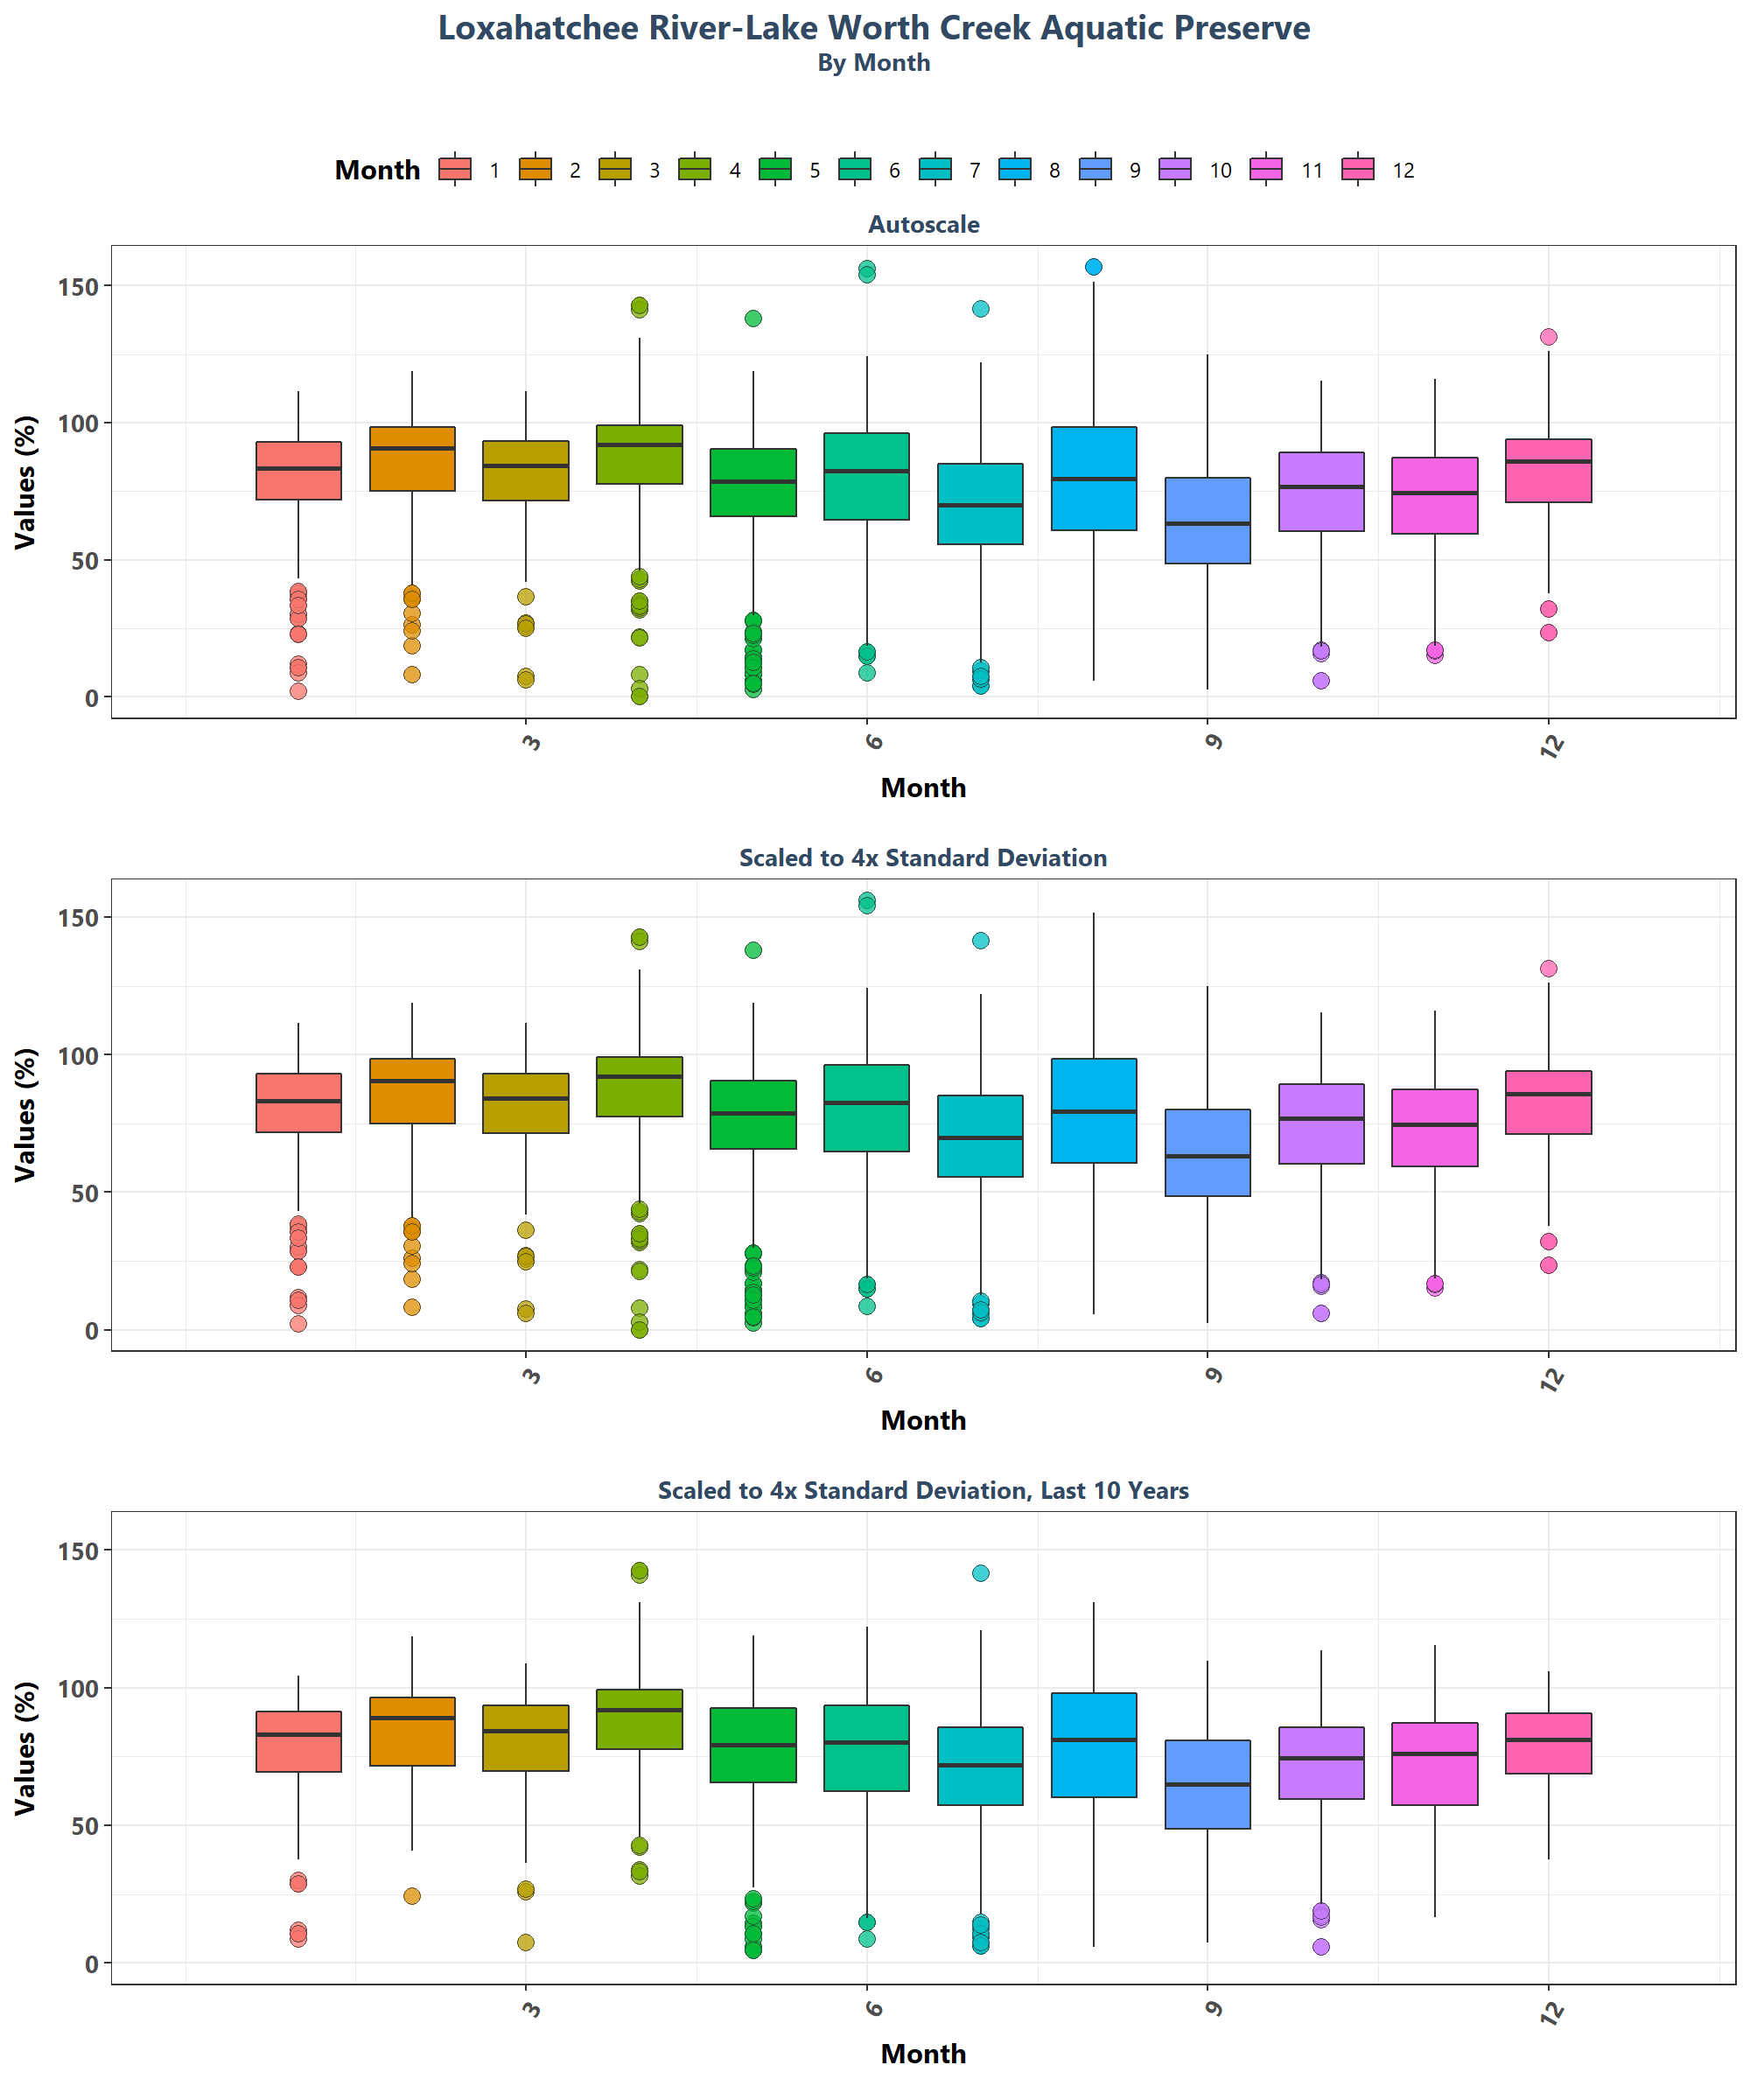 Loxahatchee River-Lake Worth Creek Aquatic Preserve
By Month
Month 1 2 3 4 5 6 7 8 9 10 11 12
Autoscale
Values (%)
150
100
50
0
3 6 9 12
Month
Scaled to 4x Standard Deviation
Values (%)
150
100
50
0
3 6 9 12
Month
Scaled to 4x Standard Deviation, Last 10 Years
Values (%)
150
100
50
0
3 6 9 12
Month